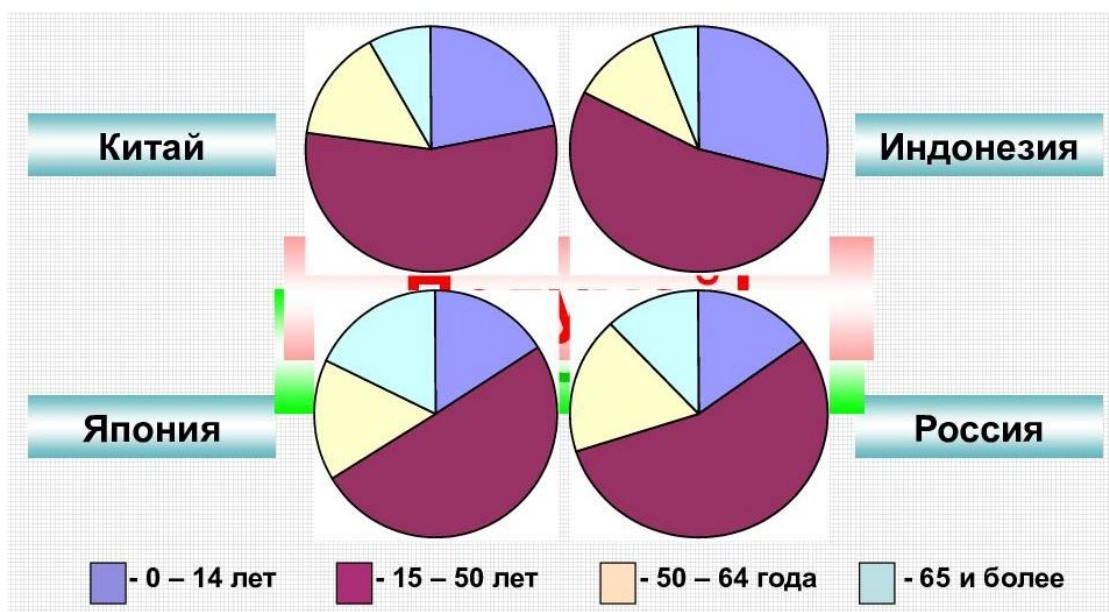 Китай
Индонезия
Япония
Россия
- 0 – 14 лет
- 15 – 50 лет
- 50 – 64 года
- 65 и более